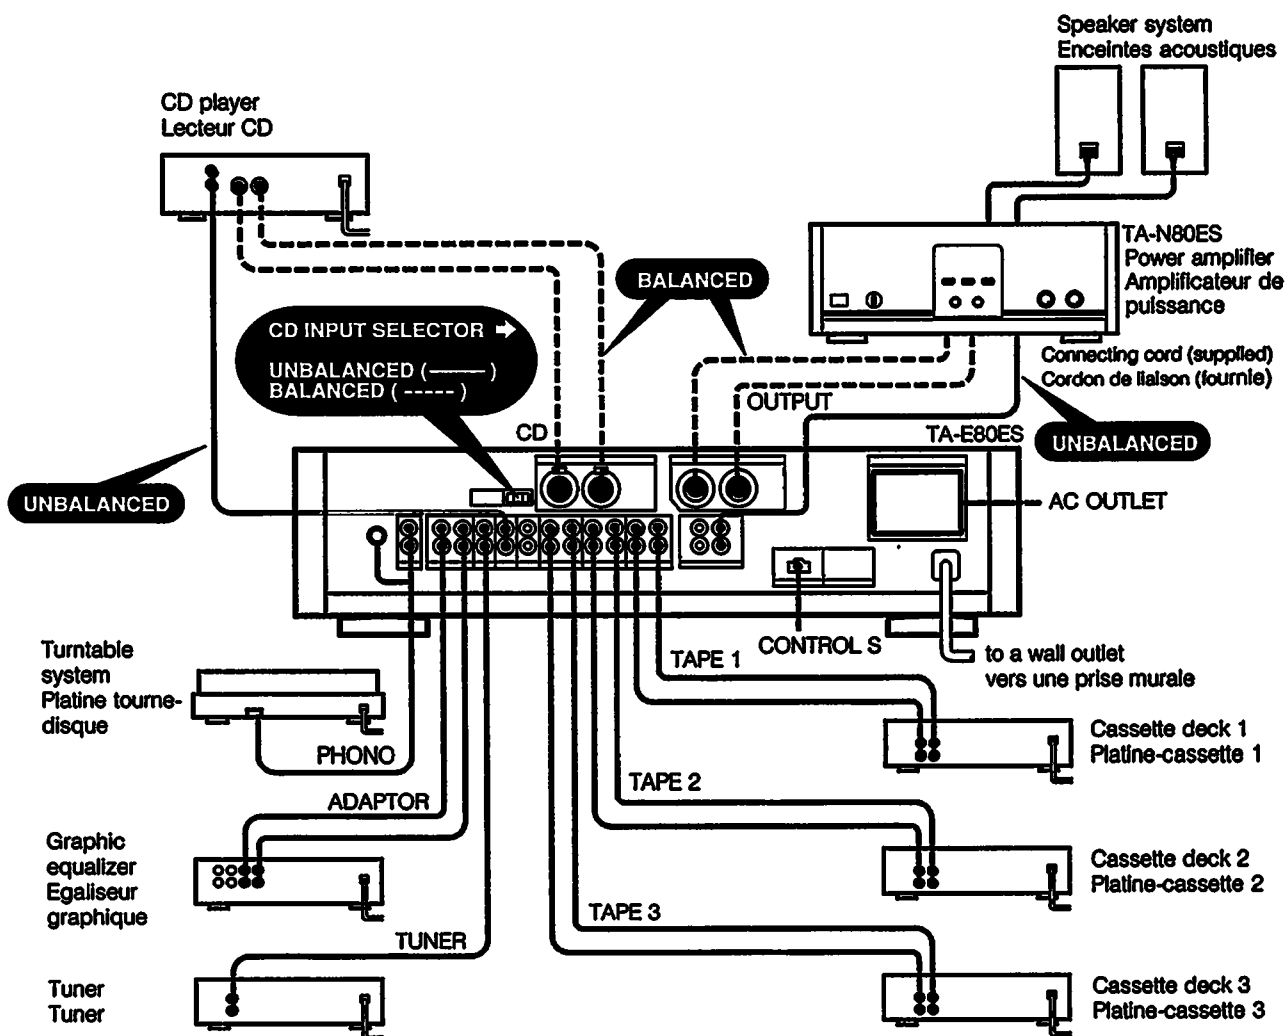 Speaker system
Enceintes acoustiques
CD player
Lecteur CD
TA-N80ES
Power amplifier
Amplificateur de
puissance
BALANCED
CD INPUT SELECTOR ➡
UNBALANCED (———)
BALANCED (-----)
Connecting cord (supplied)
Cordon de liaison (fournie)
OUTPUT
CD
TA-E80ES
UNBALANCED
UNBALANCED
AC OUTLET
CONTROL S
to a wall outlet
vers une prise murale
Turntable
system
Platine tourne-
disque
PHONO
TAPE 1
Cassette deck 1
Platine-cassette 1
ADAPTOR
TAPE 2
Graphic
equalizer
Egaliseur
graphique
Cassette deck 2
Platine-cassette 2
TAPE 3
TUNER
Tuner
Tuner
Cassette deck 3
Platine-cassette 3